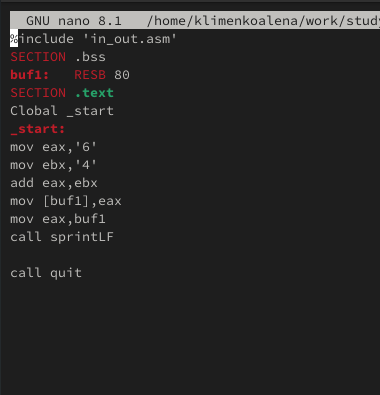 GNU nano 8.1   /home/klimenkoalena/work/study
%include 'in_out.asm'
SECTION .bss
buf1:   RESB 80
SECTION .text
Clobal _start
_start:
mov eax,'6'
mov ebx,'4'
add eax,ebx
mov [buf1],eax
mov eax,buf1
call sprintLF
call quit